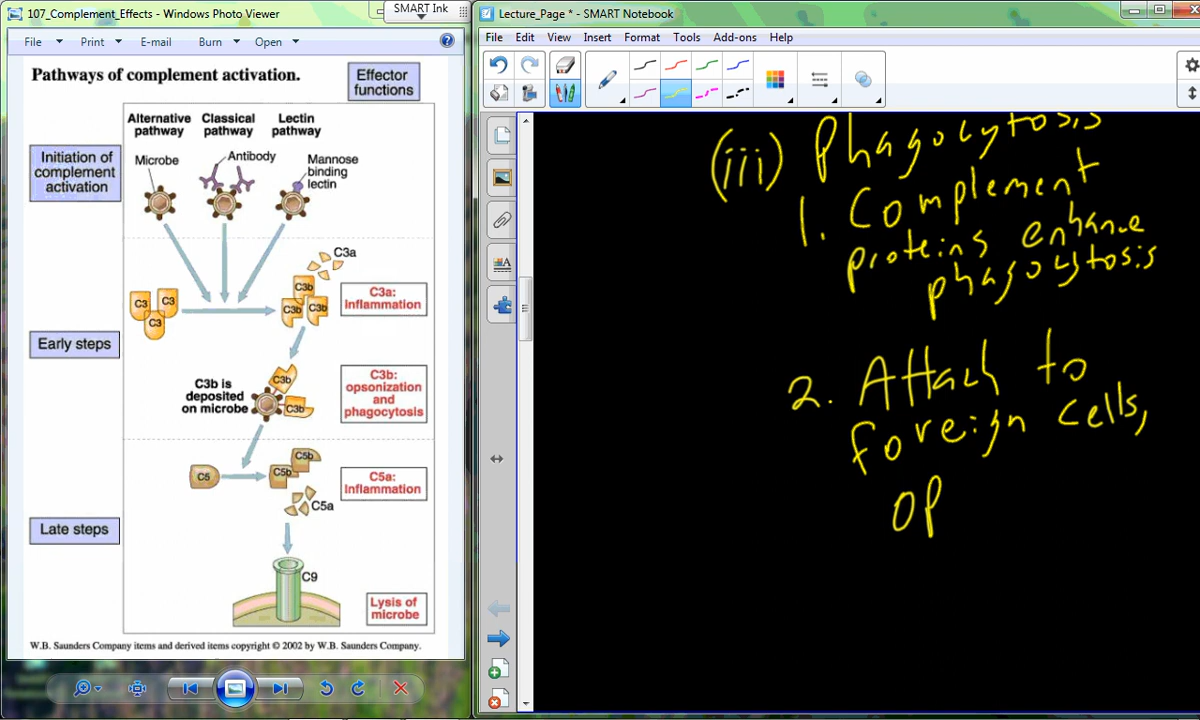 107_Complement_Effects - Windows Photo Viewer
SMART Ink
File Print E-mail Burn Open
Pathways of complement activation.
Effector
functions
Alternative
pathway
Classical
pathway
Lectin
pathway
Initiation of
complement
activation
Microbe
Antibody
Mannose
binding
lectin
C3a
C3 C3
C3
C3b
C3b C3b
C3a:
Inflammation
Early steps
C3b is
deposited
on microbe
C3b
C3b
C3b:
opsonization
and
phagocytosis
C5
C5b
C5b
C5a
C5a:
Inflammation
Late steps
C9
Lysis of
microbe
W.B. Saunders Company items and derived items copyright © 2002 by W.B. Saunders Company.
Lecture_Page * - SMART Notebook
File Edit View Insert Format Tools Add-ons Help
(iii) Phagocytosis
1. Complement
proteins enhance
phagocytosis
2. Attach to
foreign cells,
op